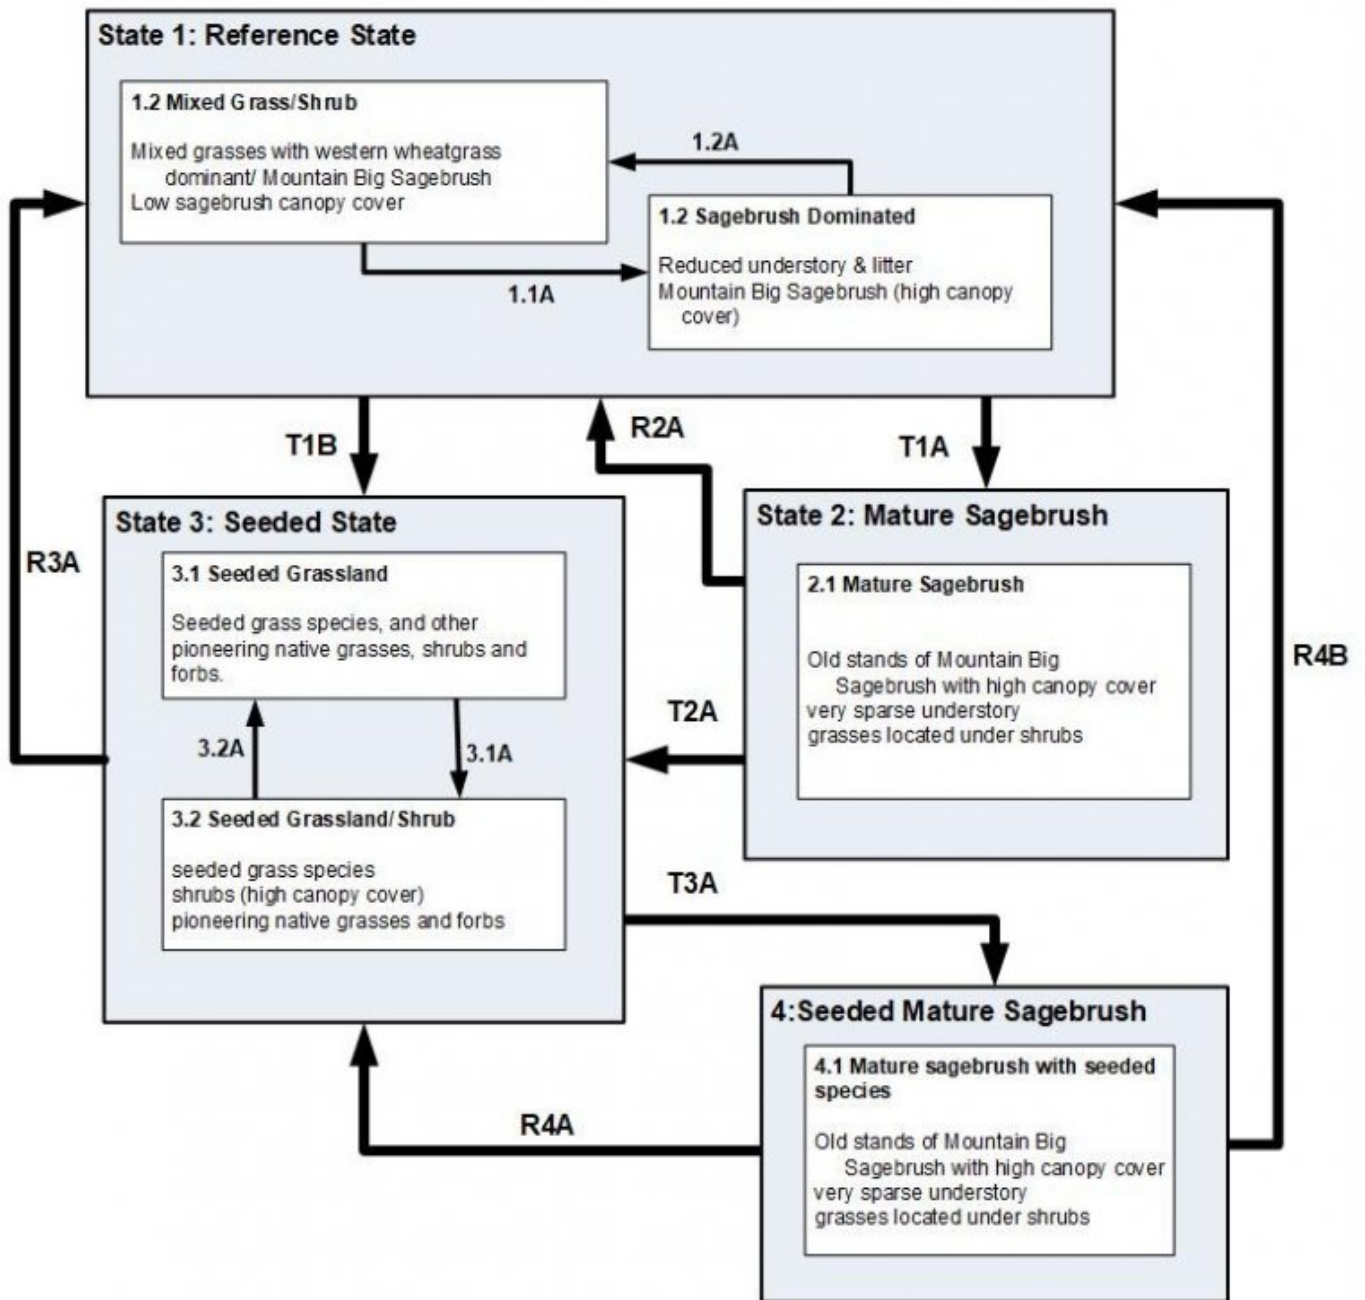 State 1: Reference State
1.2 Mixed Grass/Shrub
Mixed grasses with western wheatgrass
dominant/ Mountain Big Sagebrush
Low sagebrush canopy cover
1.2A
1.2 Sagebrush Dominated
Reduced understory & litter
Mountain Big Sagebrush (high canopy
cover)
1.1A
T1B
R2A
T1A
R3A
State 3: Seeded State
3.1 Seeded Grassland
Seeded grass species, and other
pioneering native grasses, shrubs and
forbs.
3.2A
3.1A
3.2 Seeded Grassland/Shrub
seeded grass species
shrubs (high canopy cover)
pioneering native grasses and forbs
State 2: Mature Sagebrush
2.1 Mature Sagebrush
Old stands of Mountain Big
Sagebrush with high canopy cover
very sparse understory
grasses located under shrubs
R4B
T2A
T3A
4:Seeded Mature Sagebrush
4.1 Mature sagebrush with seeded
species
Old stands of Mountain Big
Sagebrush with high canopy cover
very sparse understory
grasses located under shrubs
R4A